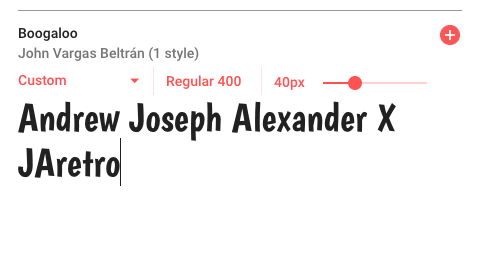 Boogaloo
John Vargas Beltrán (1 style)
Custom Regular 400 40px
Andrew Joseph Alexander X
JAretro